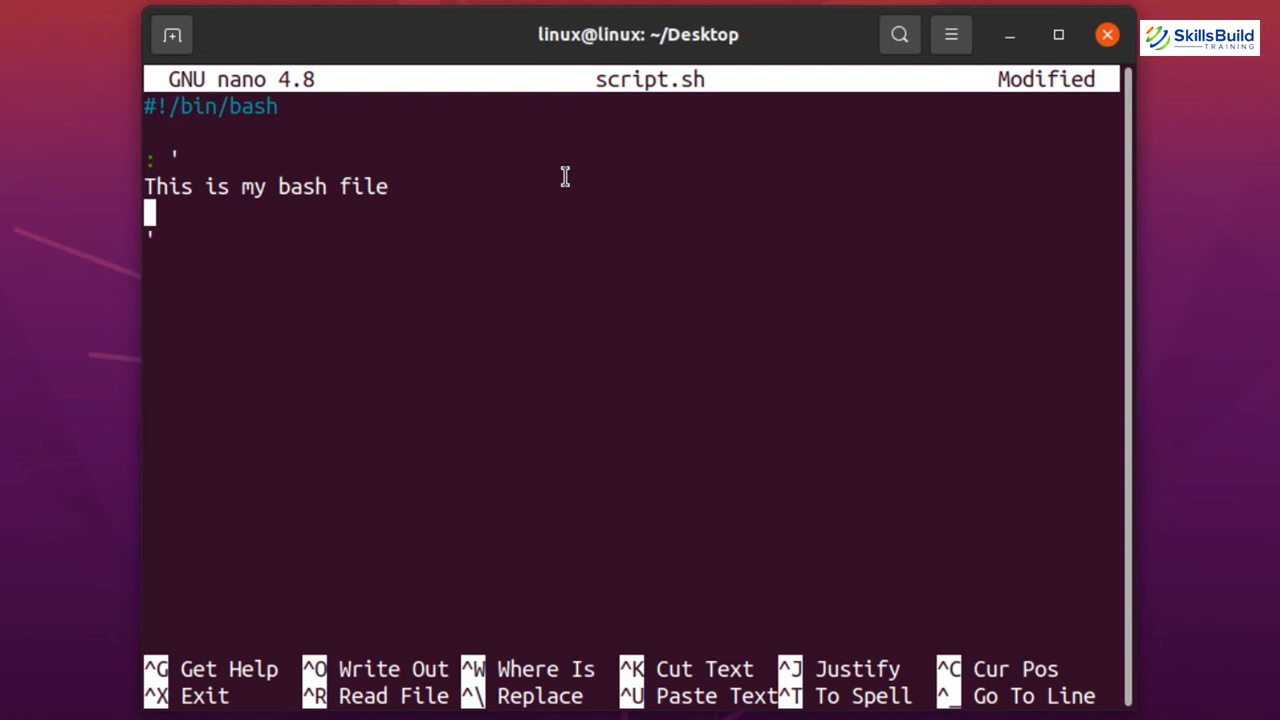 linux@linux: ~/Desktop
SkillsBuild
TRAINING
GNU nano 4.8 script.sh Modified
#!/bin/bash
: '
This is my bash file
'
^G Get Help ^O Write Out ^W Where Is ^K Cut Text ^J Justify ^C Cur Pos
^X Exit ^R Read File ^\ Replace ^U Paste Text ^T To Spell ^_ Go To Line